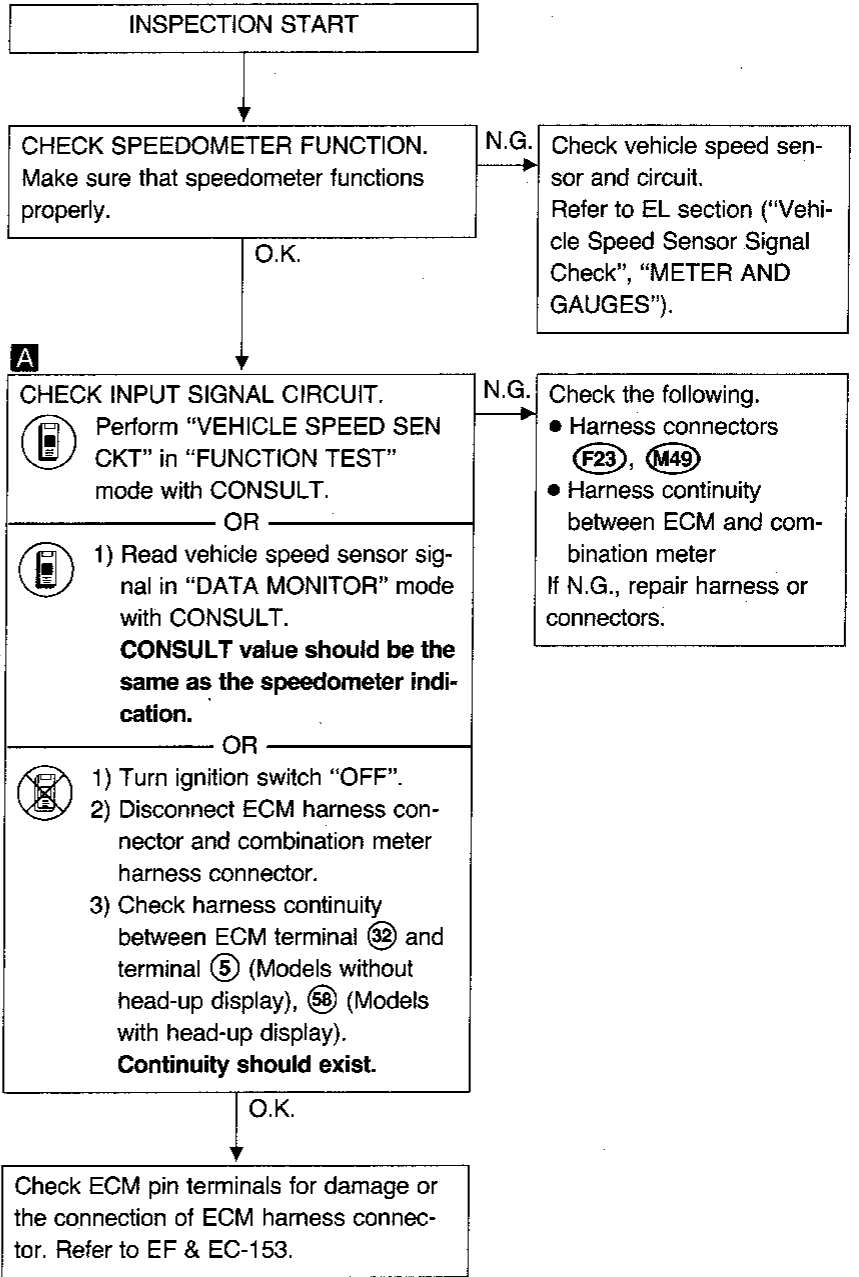 INSPECTION START
CHECK SPEEDOMETER FUNCTION.
Make sure that speedometer functions
properly.
N.G.
Check vehicle speed sen-
sor and circuit.
Refer to EL section (“Vehi-
cle Speed Sensor Signal
Check”, “METER AND
GAUGES”).
O.K.
A
CHECK INPUT SIGNAL CIRCUIT.
Perform “VEHICLE SPEED SEN
CKT” in “FUNCTION TEST”
mode with CONSULT.
OR
1) Read vehicle speed sensor sig-
nal in “DATA MONITOR” mode
with CONSULT.
CONSULT value should be the
same as the speedometer indi-
cation.
OR
1) Turn ignition switch “OFF”.
2) Disconnect ECM harness con-
nector and combination meter
harness connector.
3) Check harness continuity
between ECM terminal 32 and
terminal 5 (Models without
head-up display), 58 (Models
with head-up display).
Continuity should exist.
N.G.
Check the following.
● Harness connectors
F23, M49
● Harness continuity
between ECM and com-
bination meter
If N.G., repair harness or
connectors.
O.K.
Check ECM pin terminals for damage or
the connection of ECM harness connec-
tor. Refer to EF & EC-153.